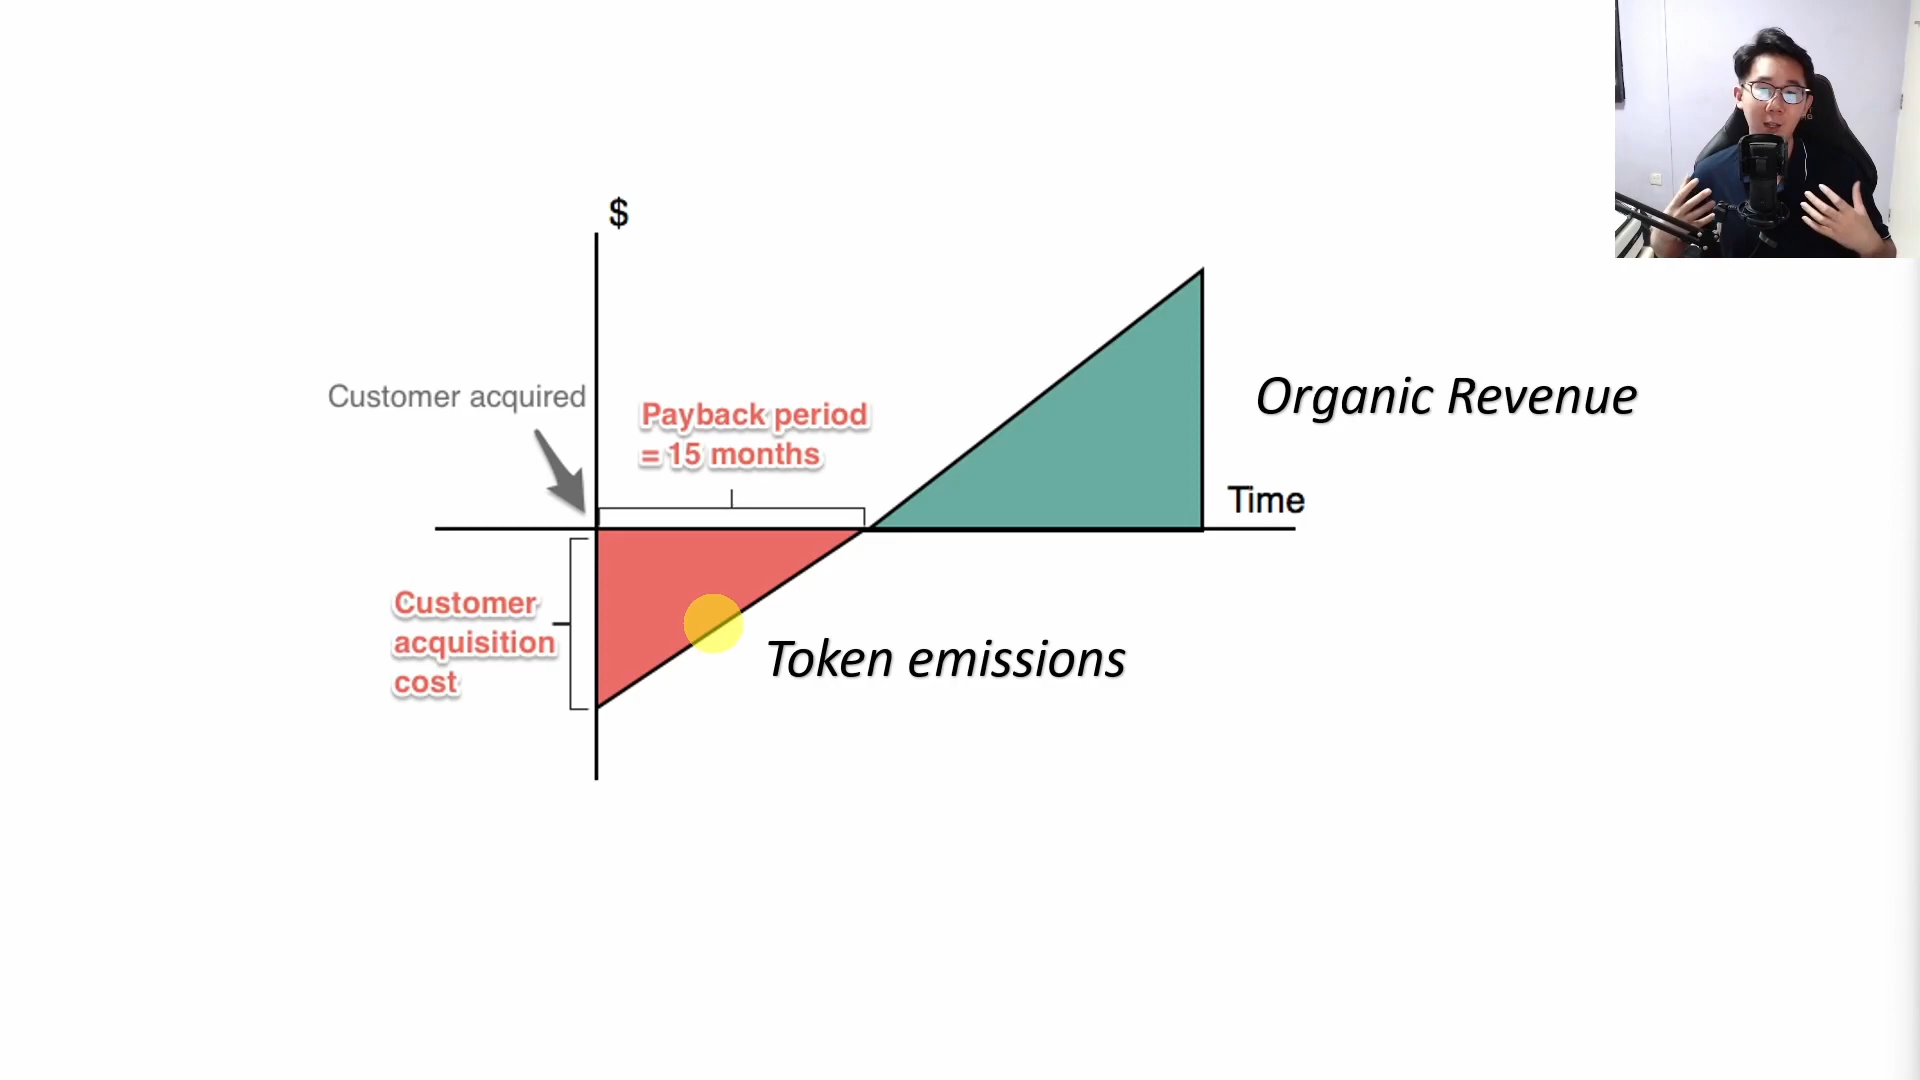 $
Customer acquired
Payback period
= 15 months
Organic Revenue
Time
Customer
acquisition
cost
Token emissions